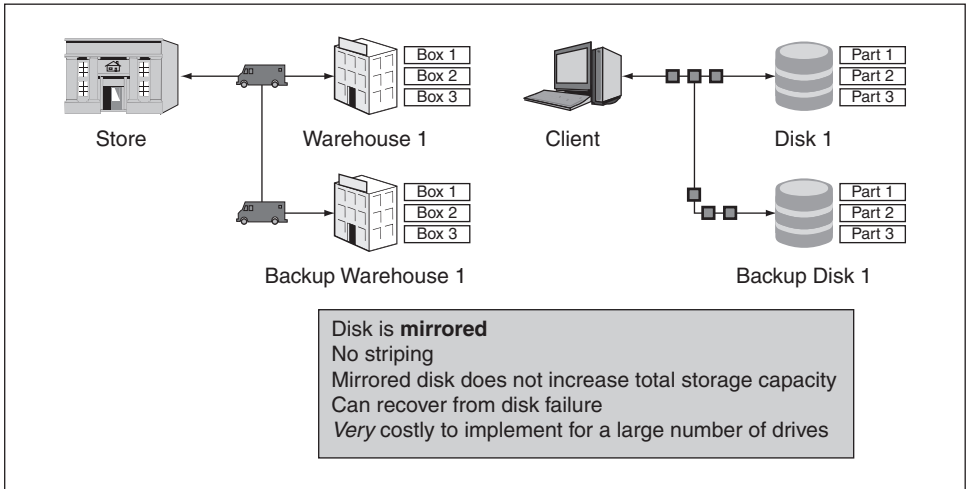 Box 1
Box 2
Box 3
Part 1
Part 2
Part 3
Store
Warehouse 1
Client
Disk 1
Box 1
Box 2
Box 3
Part 1
Part 2
Part 3
Backup Warehouse 1
Backup Disk 1
Disk is mirrored
No striping
Mirrored disk does not increase total storage capacity
Can recover from disk failure
Very costly to implement for a large number of drives